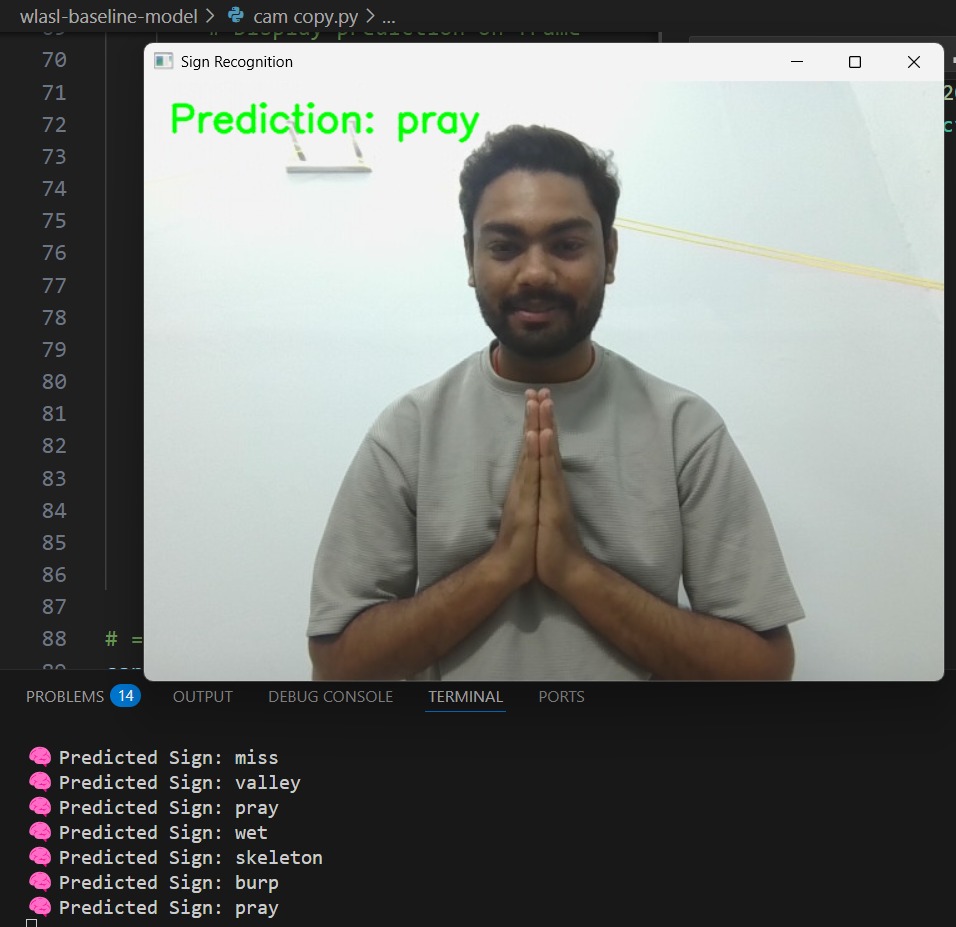 wlasl-baseline-model > cam copy.py > ...
# Display prediction on frame
70
Sign Recognition
71
72
Prediction: pray
73
74
75
76
77
78
79
80
81
82
83
84
85
86
87
88 # =
89
PROBLEMS 14 OUTPUT DEBUG CONSOLE TERMINAL PORTS
Predicted Sign: miss
Predicted Sign: valley
Predicted Sign: pray
Predicted Sign: wet
Predicted Sign: skeleton
Predicted Sign: burp
Predicted Sign: pray